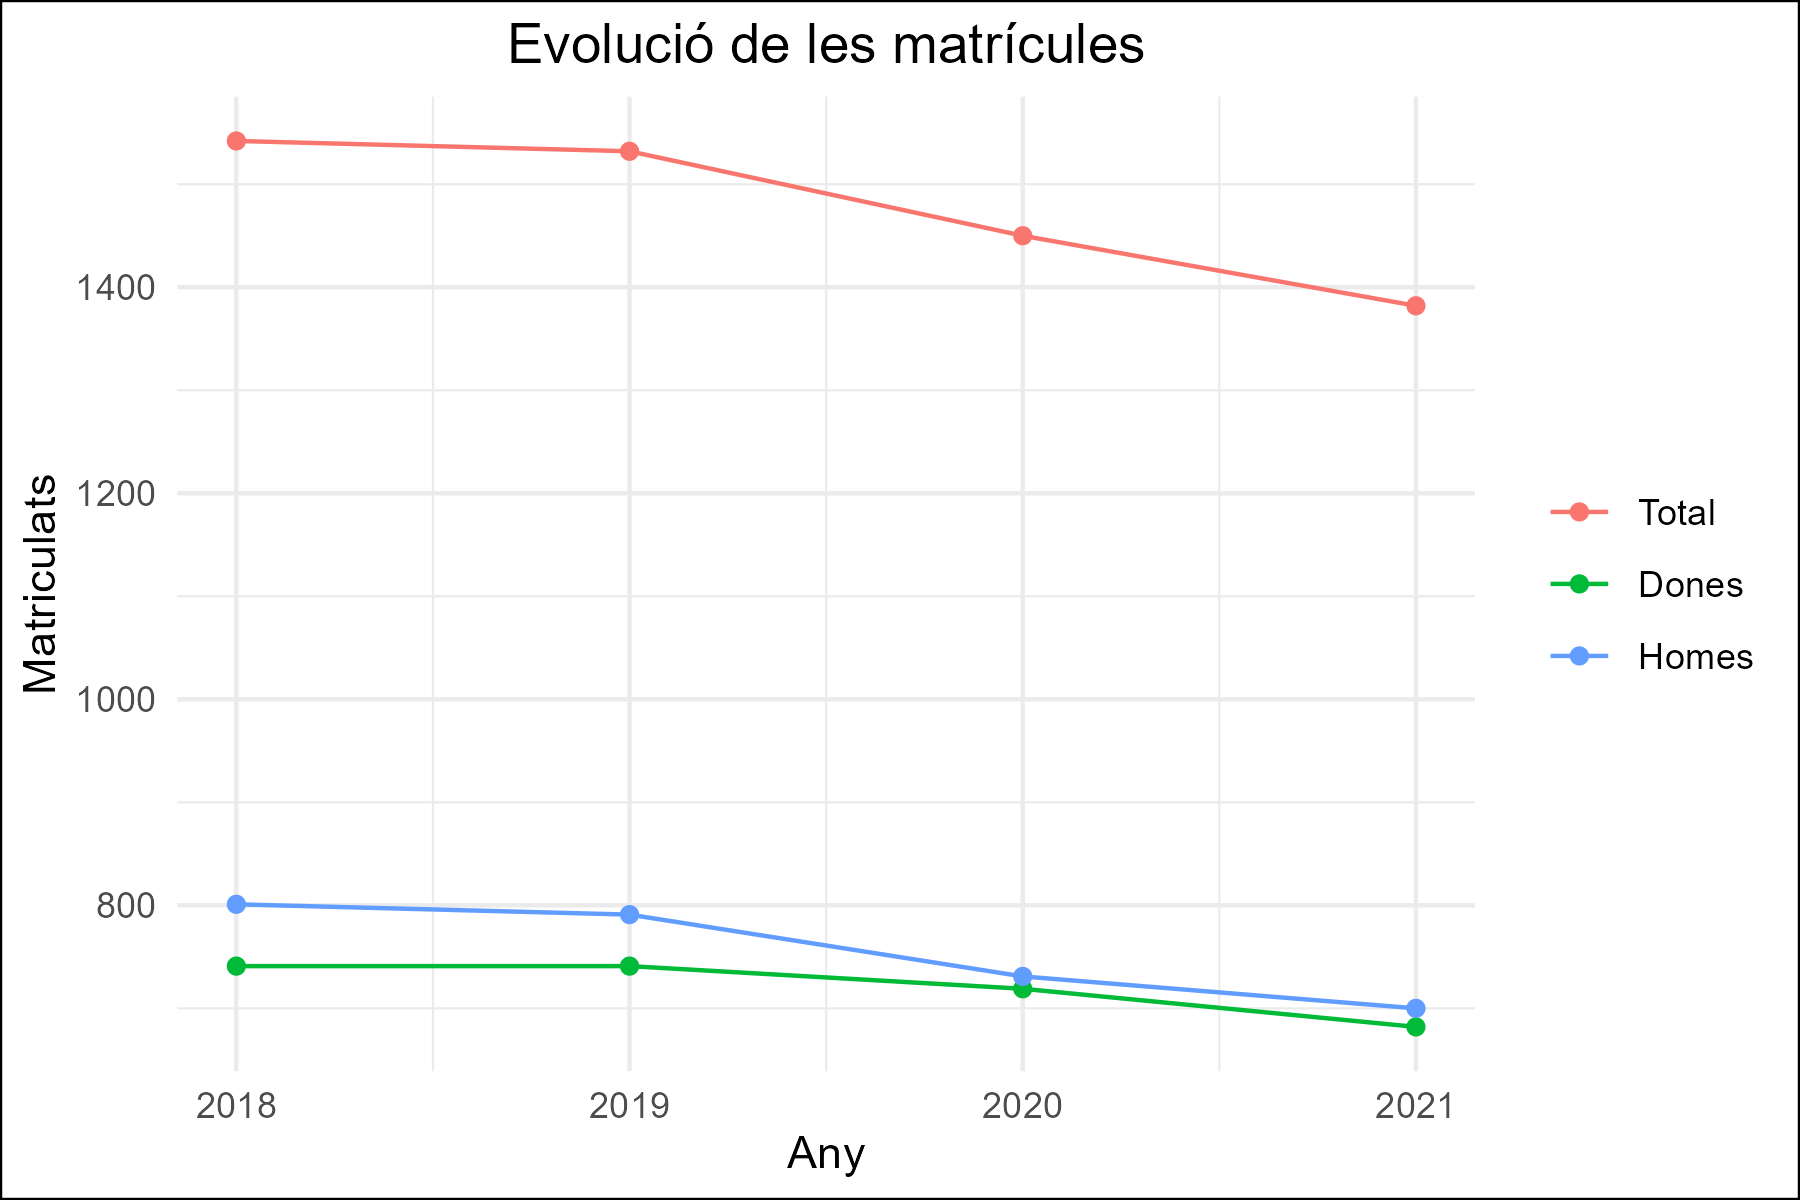 Evolució de les matrícules
Matriculats
1400
1200
1000
800
2018
2019
2020
2021
Any
Total
Dones
Homes